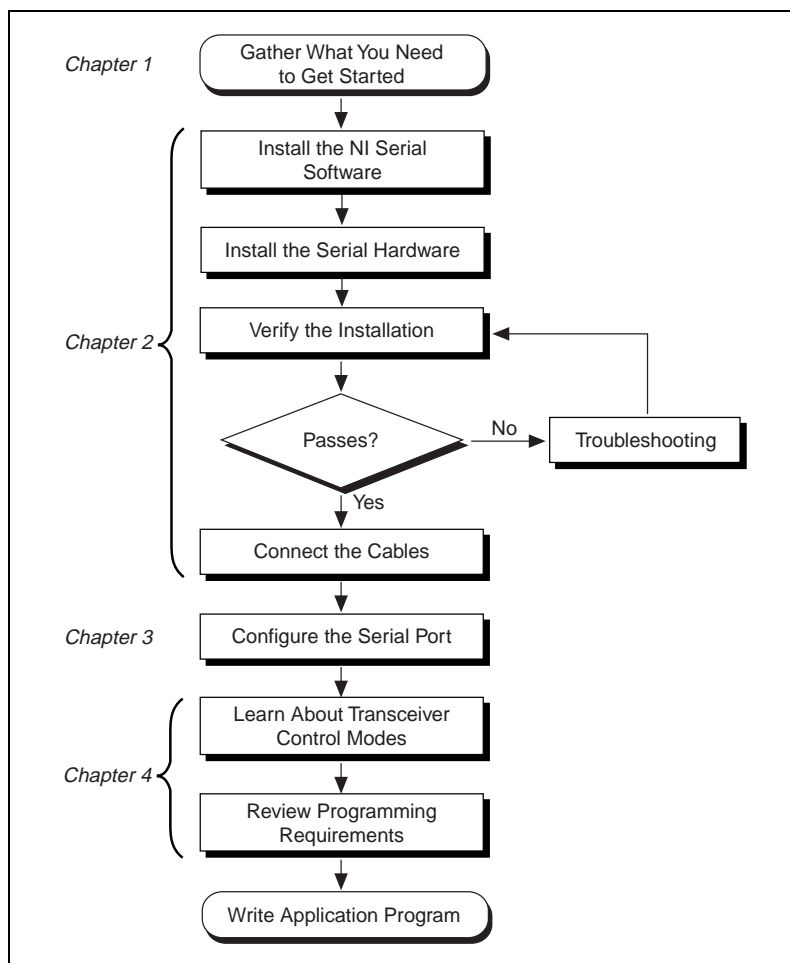 Chapter 1
Gather What You Need
to Get Started
Install the NI Serial
Software
Install the Serial Hardware
Chapter 2
Verify the Installation
Passes?
No
Troubleshooting
Yes
Connect the Cables
Chapter 3
Configure the Serial Port
Learn About Transceiver
Control Modes
Chapter 4
Review Programming
Requirements
Write Application Program